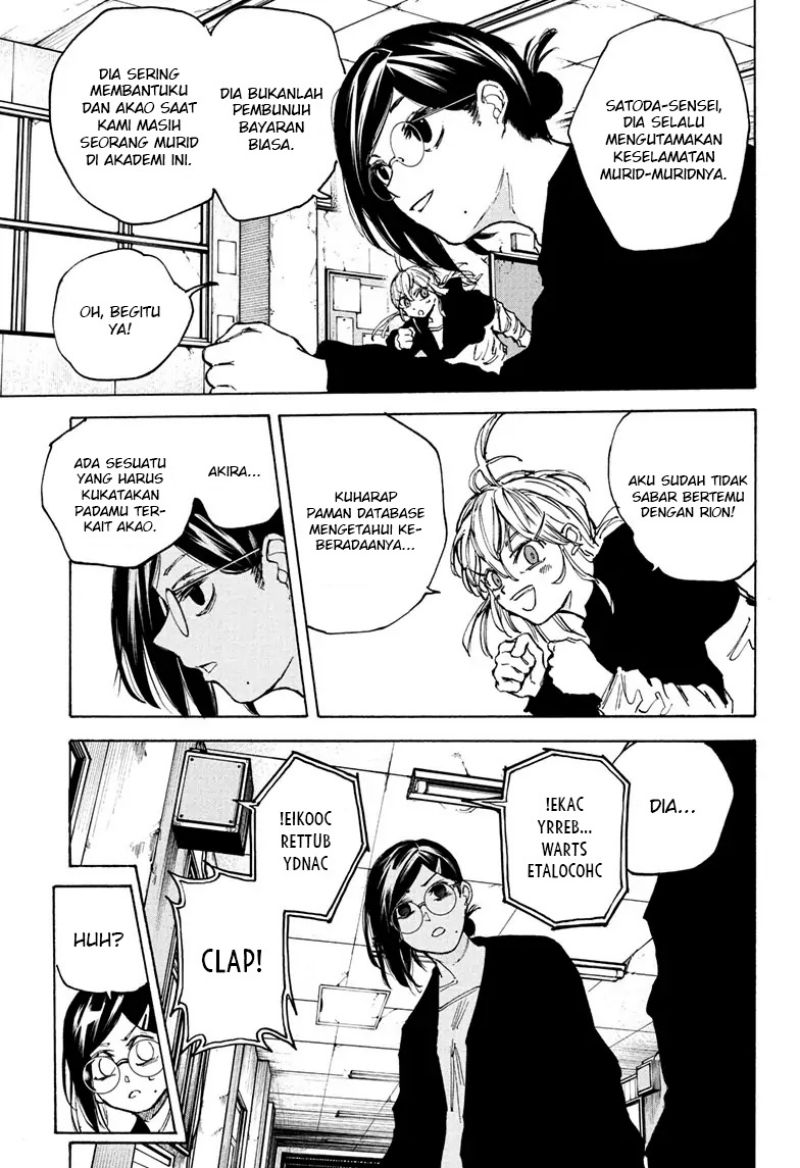 SATODA-SENSEI,
DIA SELALU
MENGUTAMAKAN
KESELAMATAN
MURID-MURIDNYA.
DIA BUKANLAH
PEMBUNUH
BAYARAN
BIASA.
DIA SERING
MEMBANTUKU
DAN AKAO SAAT
KAMI MASIH
SEORANG MURID
DI AKADEMI INI.
OH, BEGITU
YA!
AKU SUDAH TIDAK
SABAR BERTEMU
DENGAN RION!
KUHARAP
PAMAN DATABASE
MENGETAHUI KE-
BERADAANYA...
AKIRA...
ADA SESUATU
YANG HARUS
KUKATAKAN
PADAMU TER-
KAIT AKAO.
DIA...
!EKAC
YRREB...
WARTS
ETALOCOHC
!EIKOOC
RETTUB
YDNAC
CLAP!
HUH?